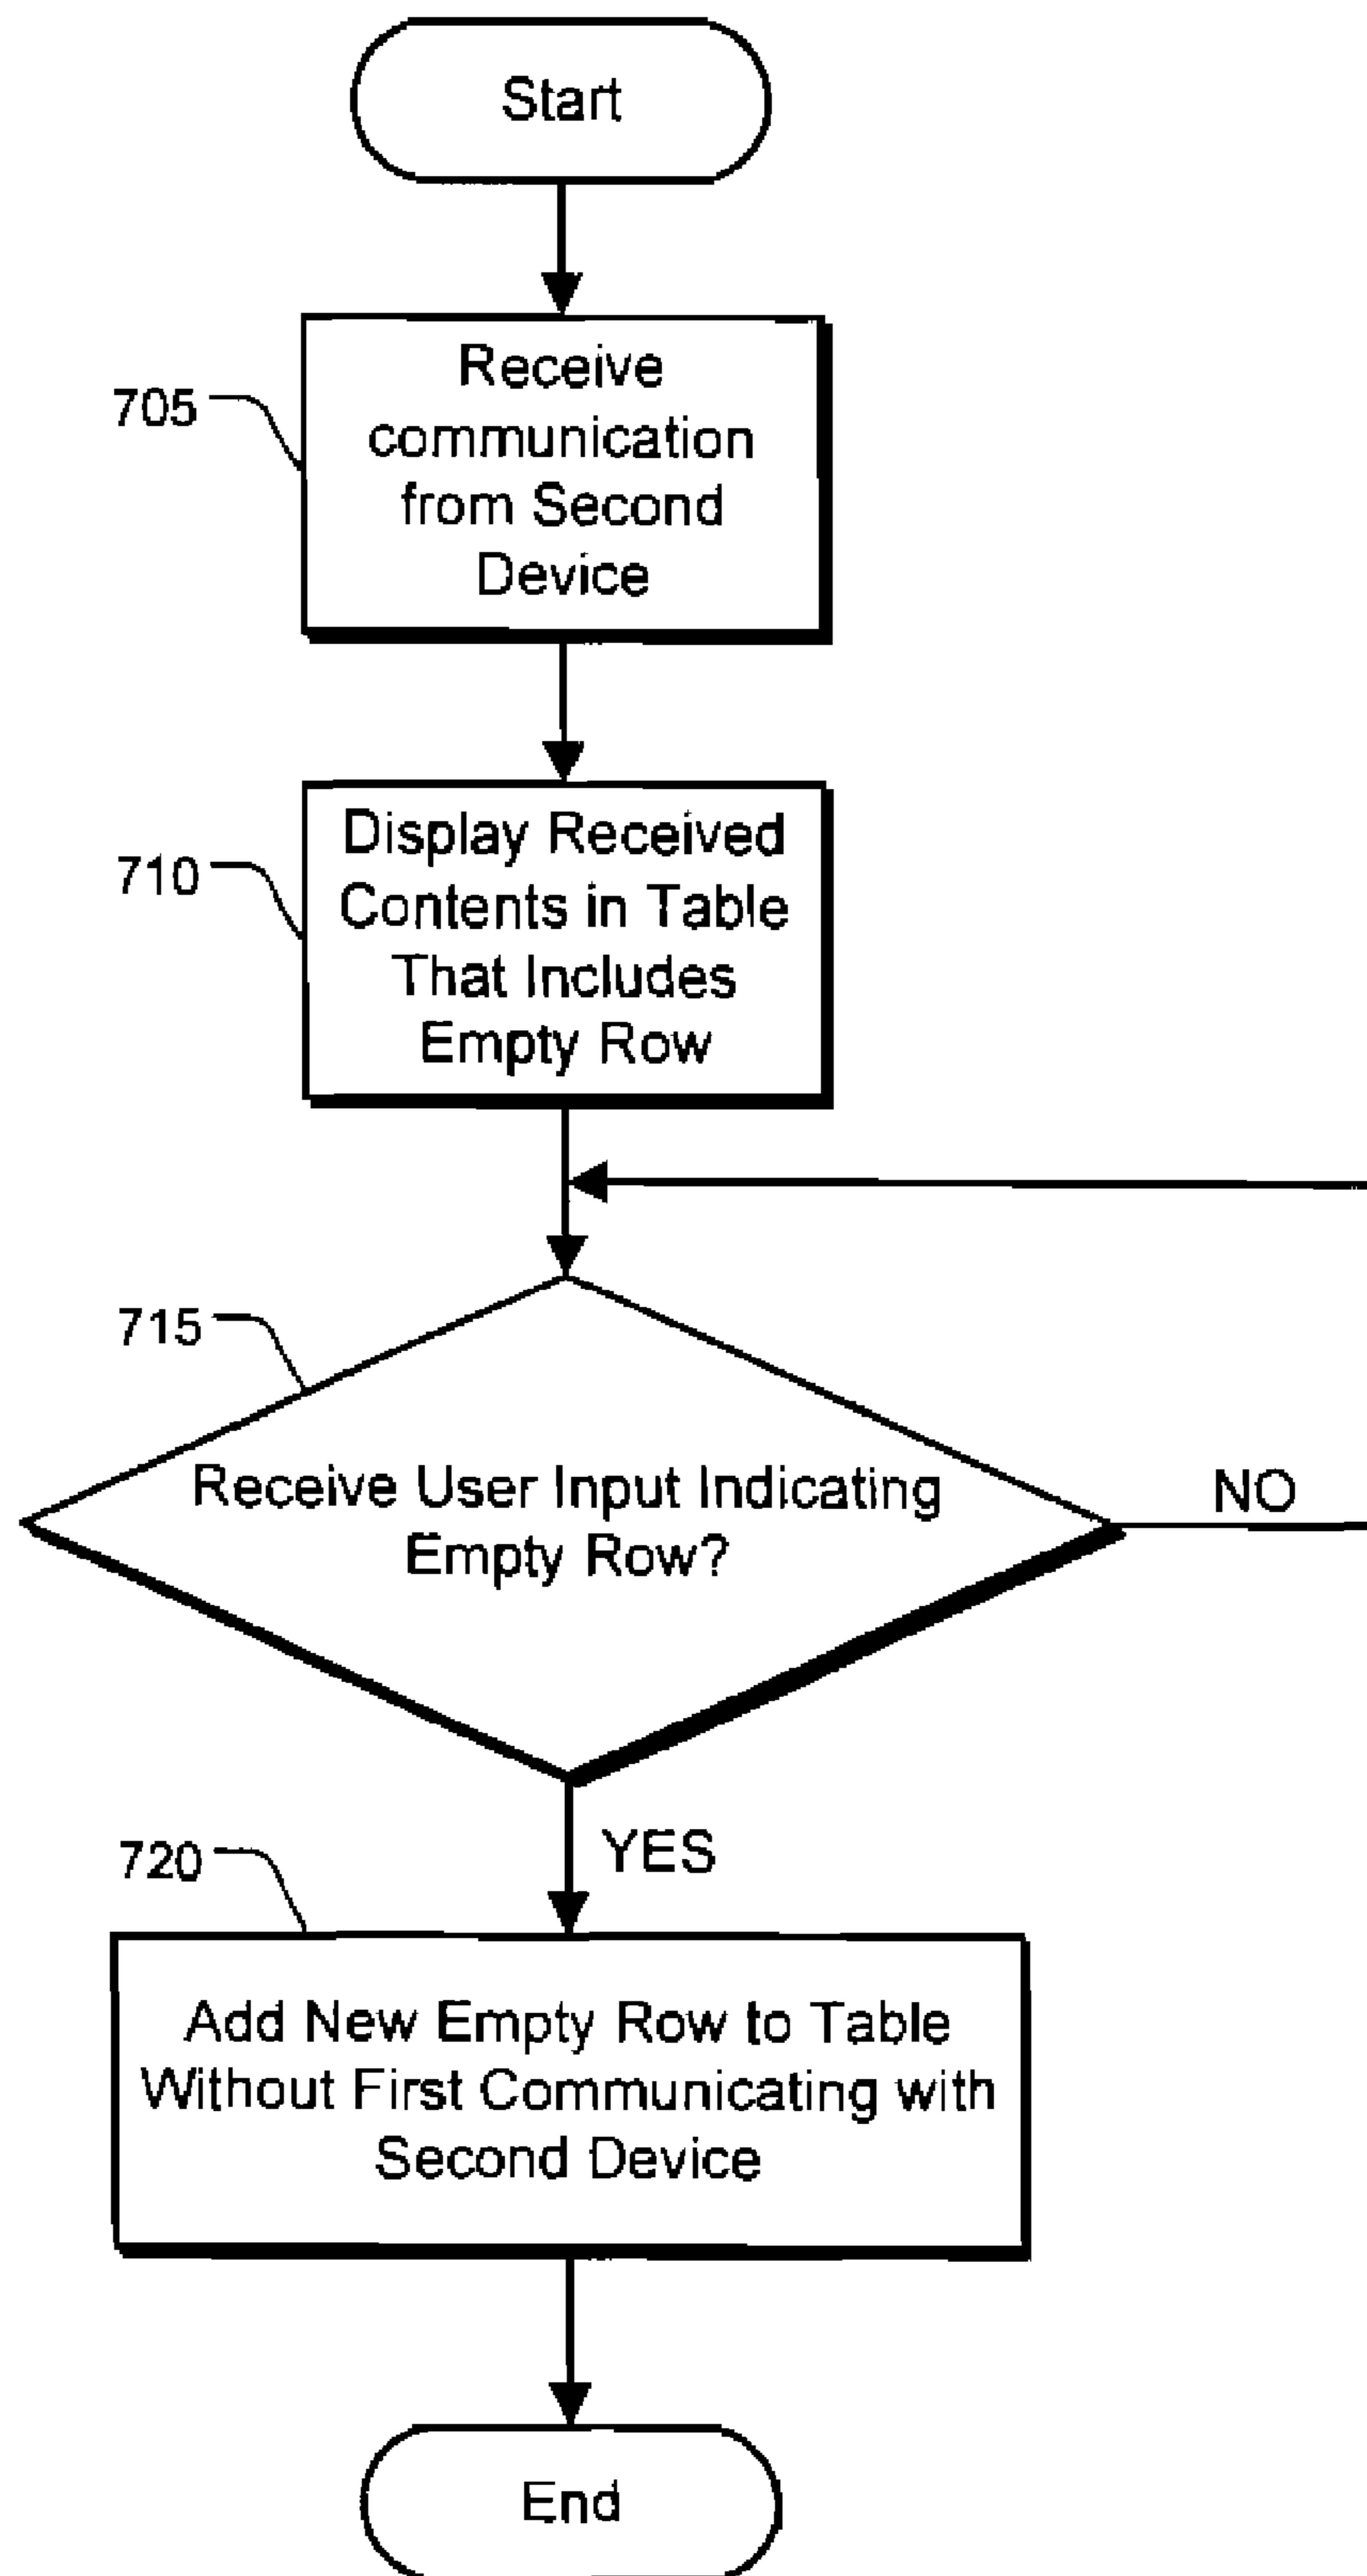 Start
705
Receive
communication
from Second
Device
710
Display Received
Contents in Table
That Includes
Empty Row
715
Receive User Input Indicating
Empty Row?
NO
YES
720
Add New Empty Row to Table
Without First Communicating with
Second Device
End